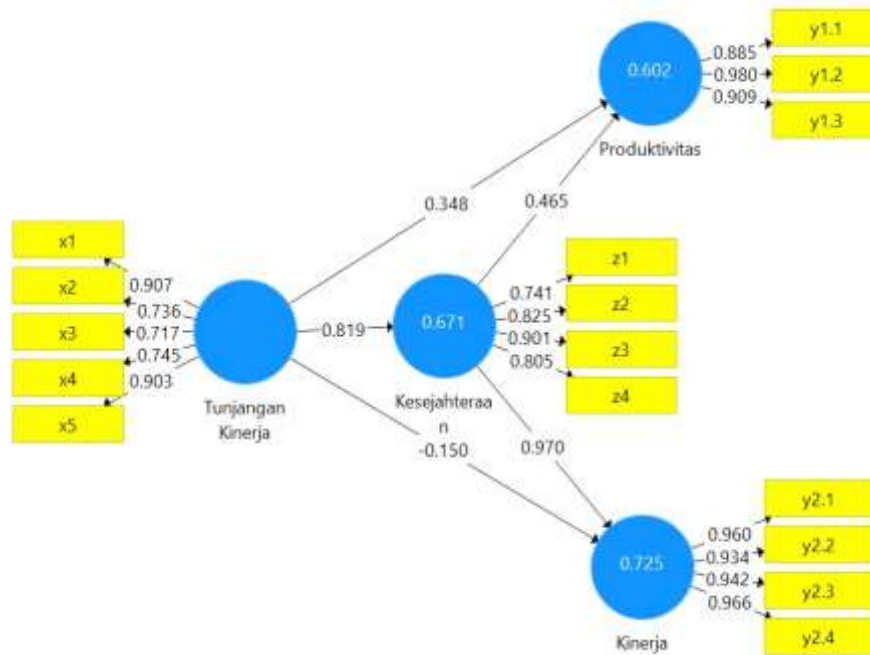 y1.1
0.885
0.602
0.980
y1.2
0.909
y1.3
Produktivitas
0.348
0.465
x1
0.907
x2
0.736
x3
0.717
x4
0.745
x5
0.903
Tunjangan
Kinerja
0.819
0.671
Kesejahteraa
n
z1
0.741
z2
0.825
z3
0.901
z4
0.805
-0.150
0.970
y2.1
0.960
y2.2
0.934
0.725
0.942
y2.3
0.966
y2.4
Kinerja